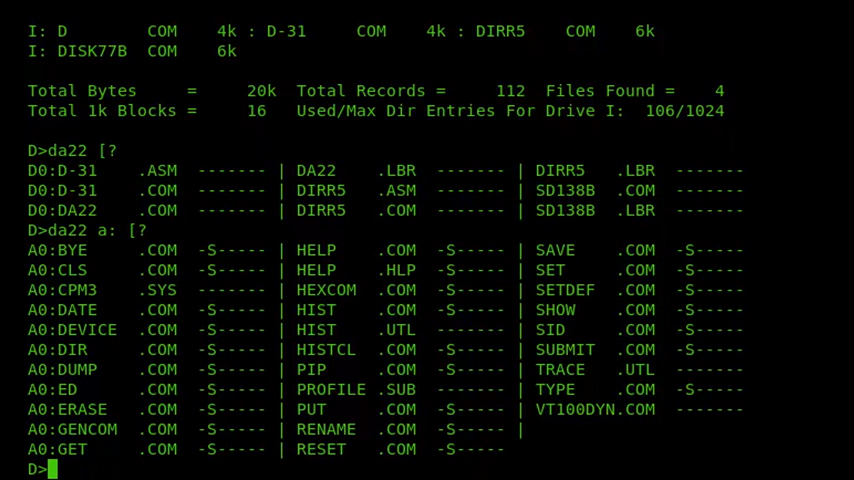 I: D        COM    4k : D-31     COM    4k : DIRR5    COM    6k
I: DISK77B  COM    6k
Total Bytes     =     20k  Total Records =     112  Files Found =    4
Total 1k Blocks =     16   Used/Max Dir Entries For Drive I:  106/1024
D>da22 [?
D0:D-31    .ASM  ------- | DA22    .LBR  ------- | DIRR5   .LBR  -------
D0:D-31    .COM  ------- | DIRR5   .ASM  ------- | SD138B  .COM  -------
D0:DA22    .COM  ------- | DIRR5   .COM  ------- | SD138B  .LBR  -------
D>da22 a: [?
A0:BYE     .COM  -S----- | HELP    .COM  -S----- | SAVE    .COM  -S-----
A0:CLS     .COM  -S----- | HELP    .HLP  -S----- | SET     .COM  -S-----
A0:CPM3    .SYS  ------- | HEXCOM  .COM  -S----- | SETDEF  .COM  -S-----
A0:DATE    .COM  -S----- | HIST    .COM  -S----- | SHOW    .COM  -S-----
A0:DEVICE  .COM  -S----- | HIST    .UTL  ------- | SID     .COM  -S-----
A0:DIR     .COM  -S----- | HISTCL  .COM  -S----- | SUBMIT  .COM  -S-----
A0:DUMP    .COM  -S----- | PIP     .COM  -S----- | TRACE   .UTL  -------
A0:ED      .COM  -S----- | PROFILE .SUB  ------- | TYPE    .COM  -S-----
A0:ERASE   .COM  -S----- | PUT     .COM  -S----- | VT100DYN.COM  -------
A0:GENCOM  .COM  -S----- | RENAME  .COM  -S----- |
A0:GET     .COM  -S----- | RESET   .COM  -S-----
D>